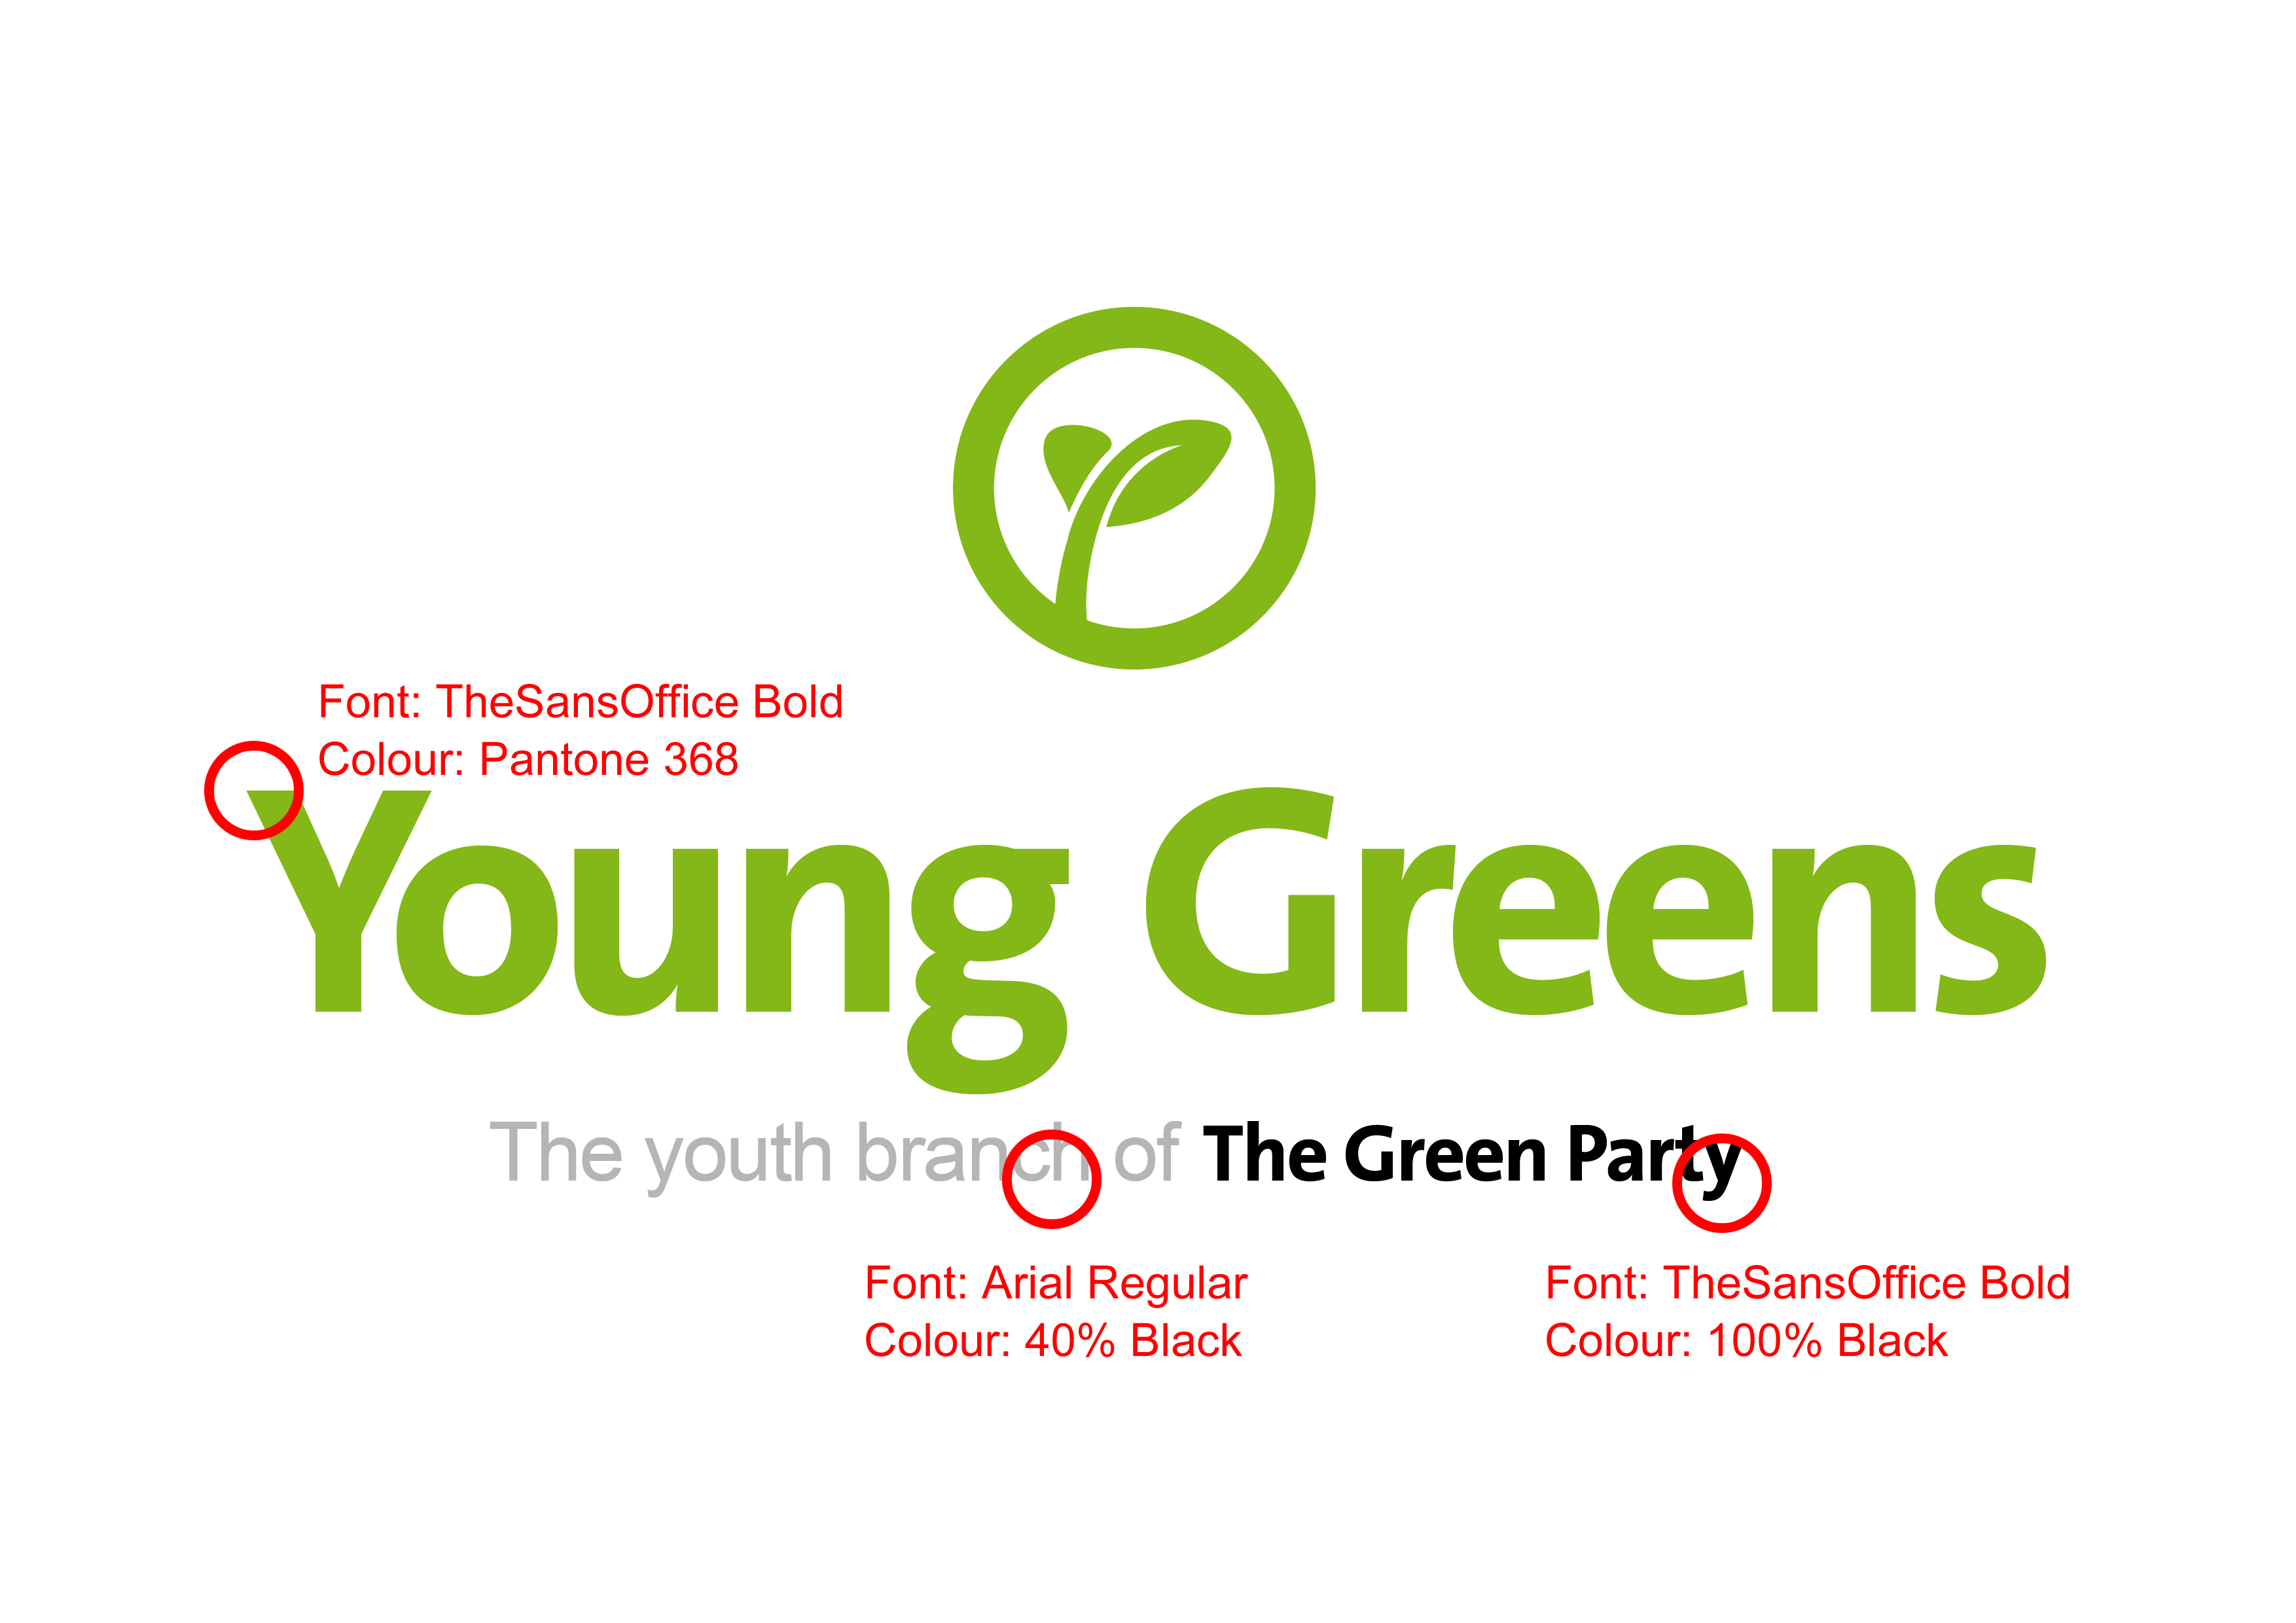 Font: TheSansOffice Bold
Colour: Pantone 368
Young Greens
The youth branch of The Green Party
Font: Arial Regular
Colour: 40% Black
Font: TheSansOffice Bold
Colour: 100% Black